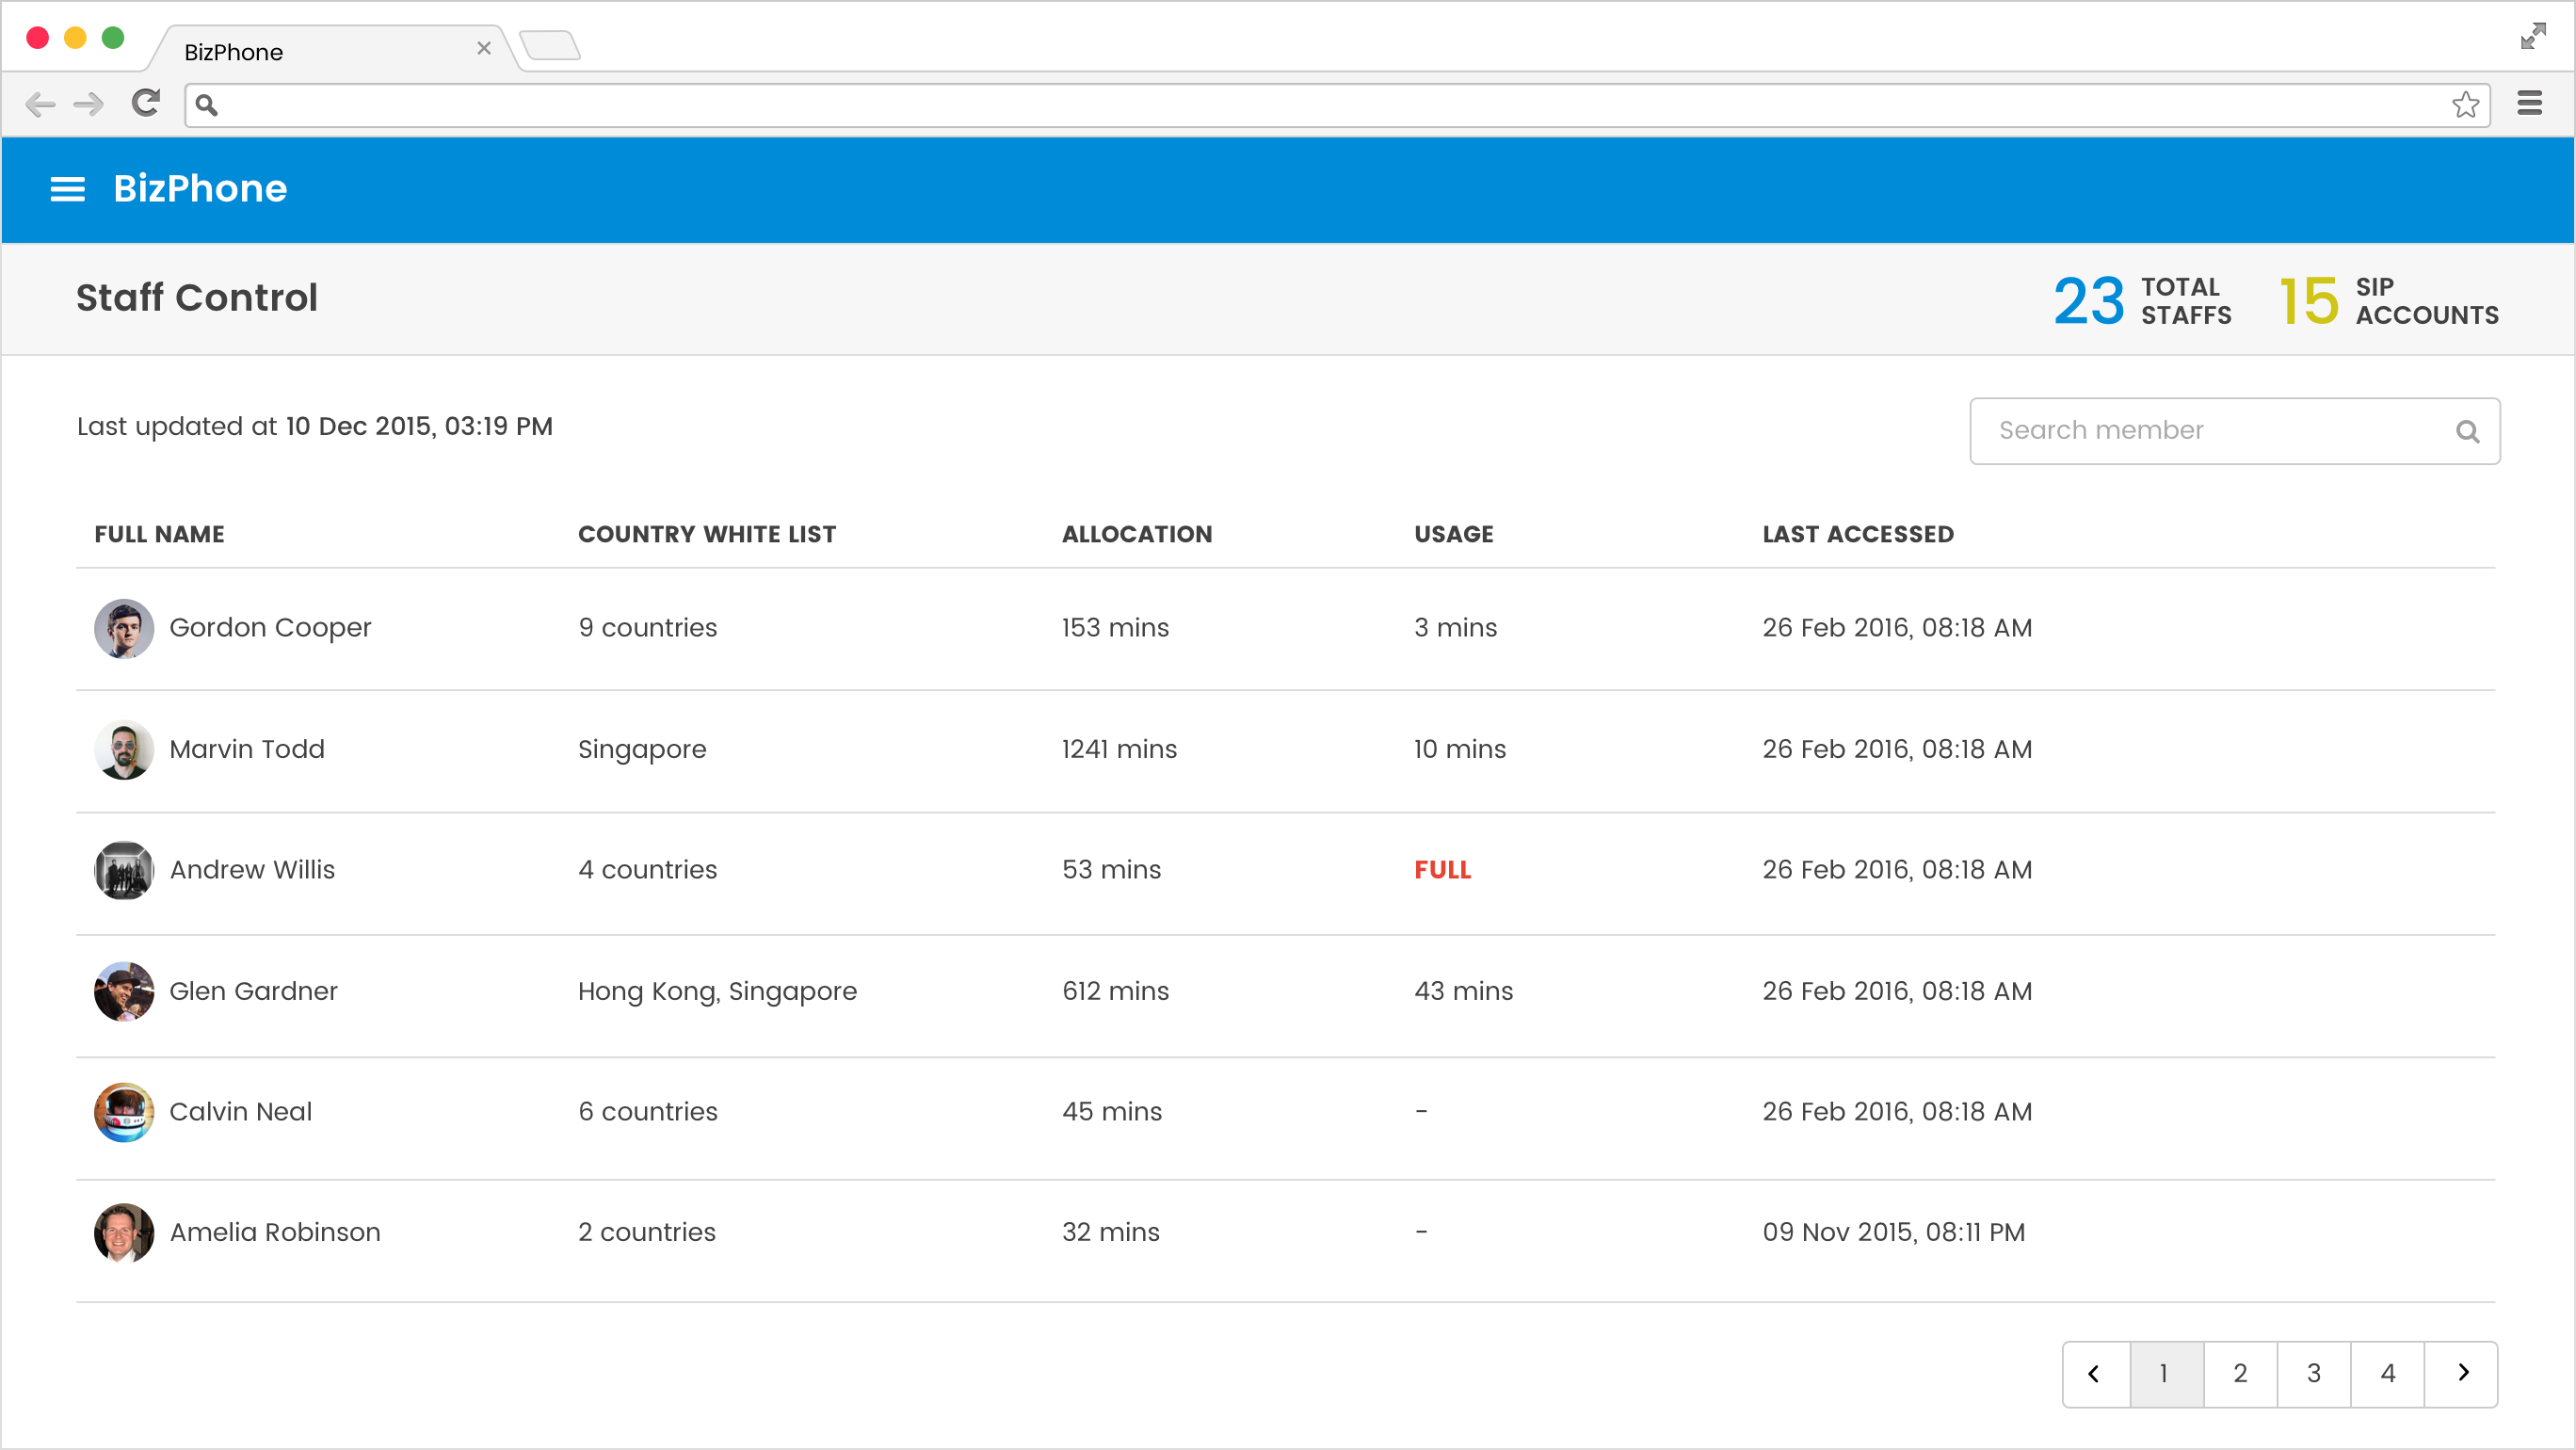 BizPhone
BizPhone
Staff Control
23 TOTAL STAFFS
15 SIP ACCOUNTS
Last updated at 10 Dec 2015, 03:19 PM
Search member
FULL NAME COUNTRY WHITE LIST ALLOCATION USAGE LAST ACCESSED
Gordon Cooper 9 countries 153 mins 3 mins 26 Feb 2016, 08:18 AM
Marvin Todd Singapore 1241 mins 10 mins 26 Feb 2016, 08:18 AM
Andrew Willis 4 countries 53 mins FULL 26 Feb 2016, 08:18 AM
Glen Gardner Hong Kong, Singapore 612 mins 43 mins 26 Feb 2016, 08:18 AM
Calvin Neal 6 countries 45 mins - 26 Feb 2016, 08:18 AM
Amelia Robinson 2 countries 32 mins - 09 Nov 2015, 08:11 PM
1 2 3 4